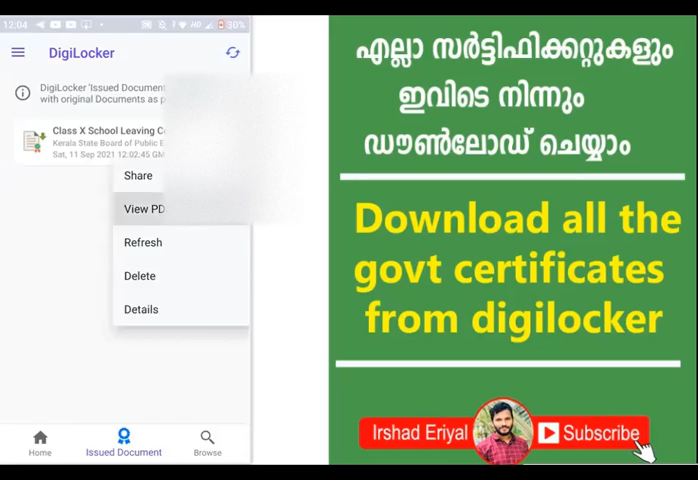 12:04
HD
30%
DigiLocker
DigiLocker 'Issued Document
with original Documents as p
Class X School Leaving C
Kerala State Board of Public E
Sat, 11 Sep 2021 12:02:45 GM
Share
View PD
Refresh
Delete
Details
Home
Issued Document
Browse
എല്ലാ സർട്ടിഫിക്കറ്റുകളും
ഇവിടെ നിന്നും
ഡൗൺലോഡ് ചെയ്യാം
Download all the
govt certificates
from digilocker
Irshad Eriyal
Subscribe